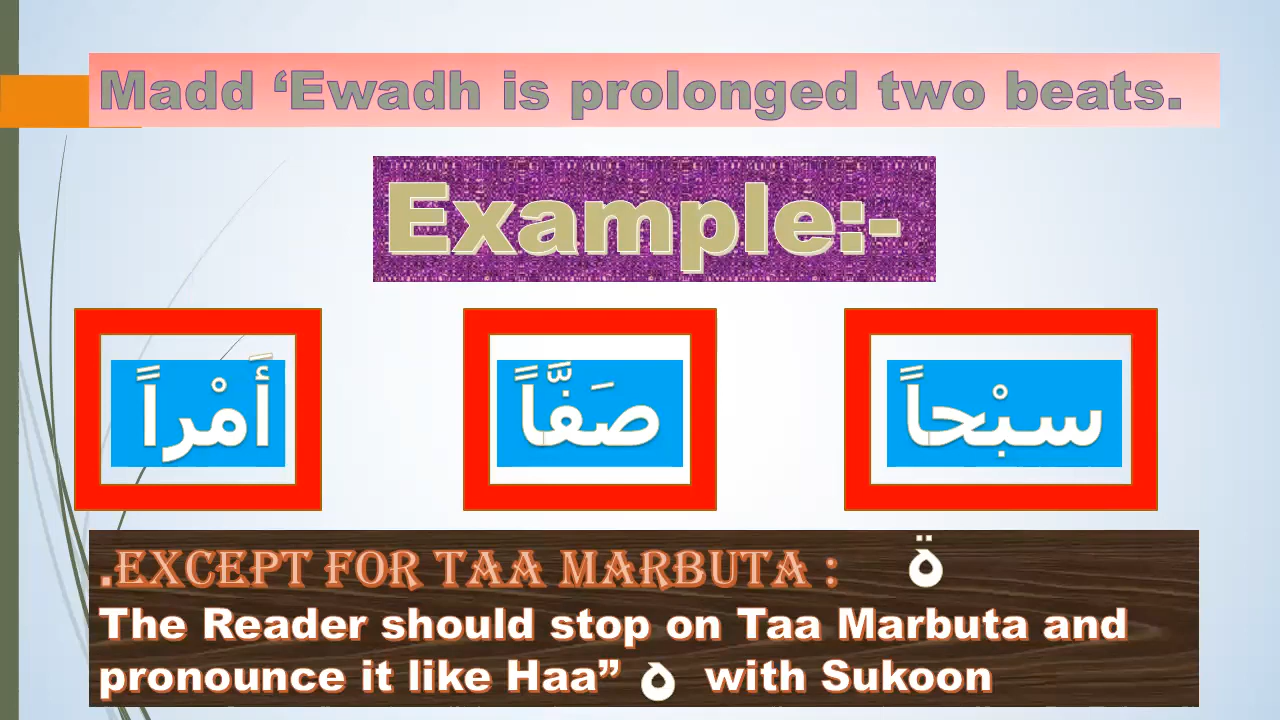 Madd ‘Ewadh is prolonged two beats.
Example:-
سبْحاً
صَفَّاً
أَمْراً
.EXCEPT FOR TAA MARBUTA : ة
The Reader should stop on Taa Marbuta and
pronounce it like Haa” ه with Sukoon